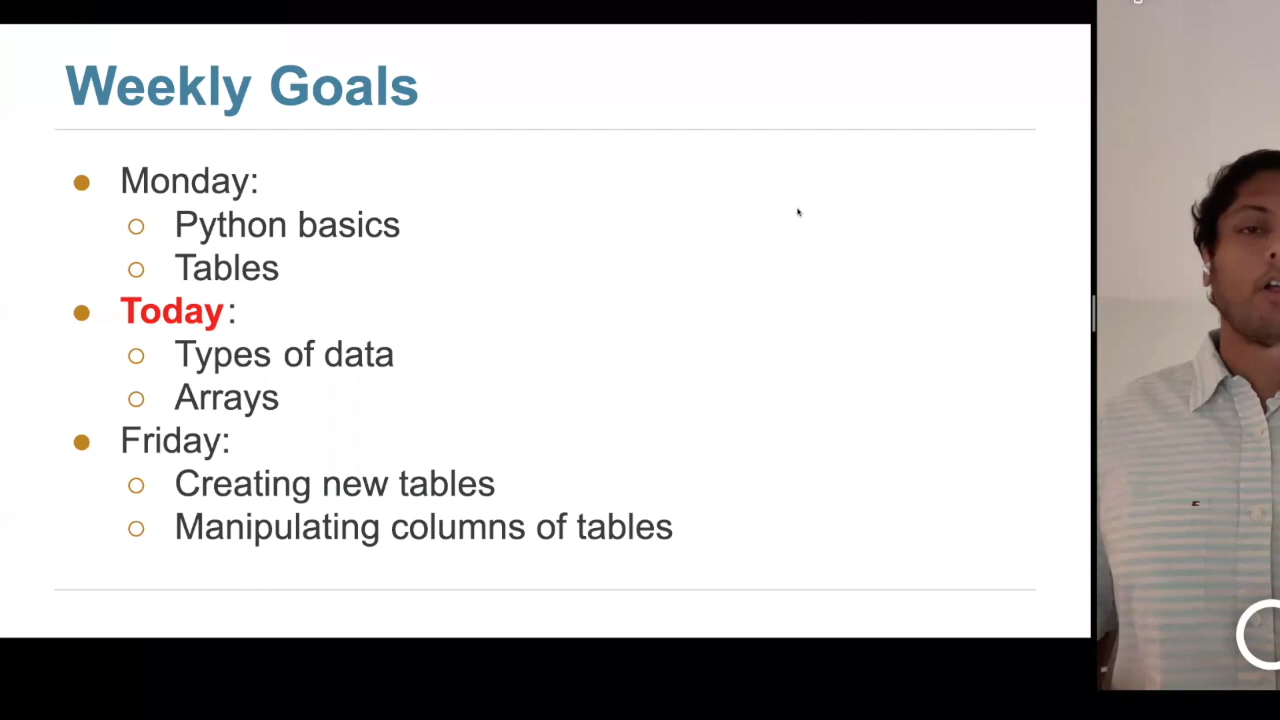 Weekly Goals
Monday:
Python basics
Tables
Today:
Types of data
Arrays
Friday:
Creating new tables
Manipulating columns of tables